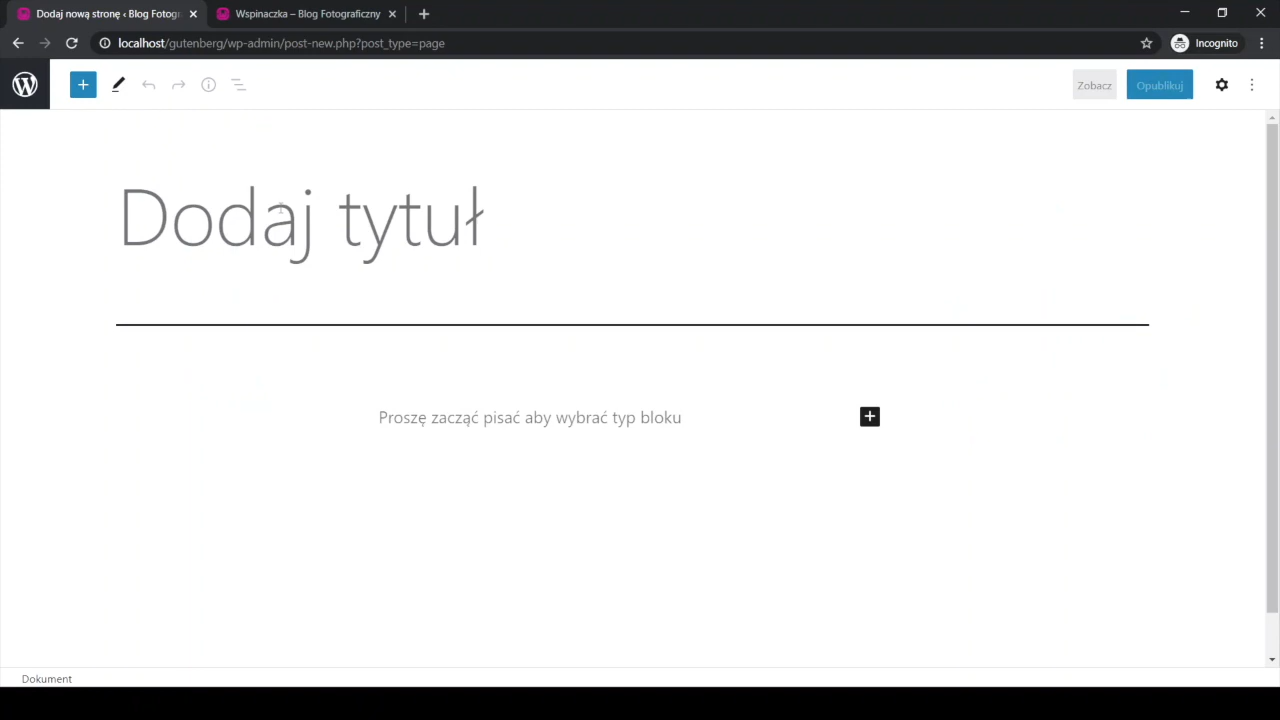 Dodaj nową stronę ‹ Blog Fotogr
Wspinaczka – Blog Fotograficzny
localhost/gutenberg/wp-admin/post-new.php?post_type=page
Incognito
Zobacz
Opublikuj
Dodaj tytuł
Proszę zacząć pisać aby wybrać typ bloku
Dokument